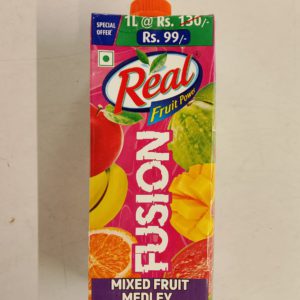 SPECIAL
OFFER*
1L @ Rs. 130/-
Rs. 99/-
Real
Fruit Power
FUSION
MIXED FRUIT
MEDLEY